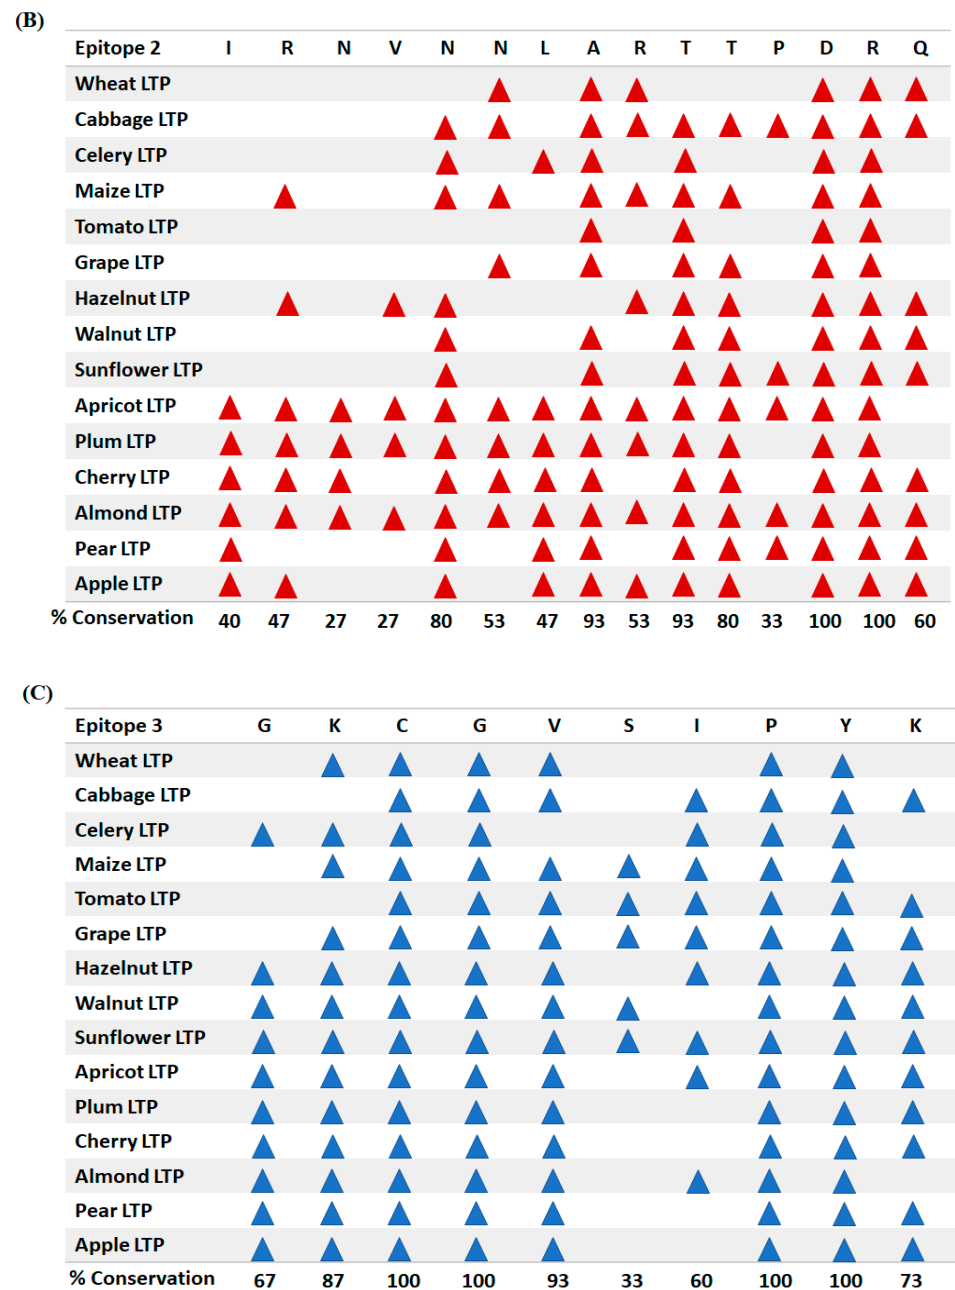 (B)
Epitope 2 I R N V N N L A R T T P D R Q
Wheat LTP
Cabbage LTP
Celery LTP
Maize LTP
Tomato LTP
Grape LTP
Hazelnut LTP
Walnut LTP
Sunflower LTP
Apricot LTP
Plum LTP
Cherry LTP
Almond LTP
Pear LTP
Apple LTP
% Conservation 40 47 27 27 80 53 47 93 53 93 80 33 100 100 60
(C)
Epitope 3 G K C G V S I P Y K
Wheat LTP
Cabbage LTP
Celery LTP
Maize LTP
Tomato LTP
Grape LTP
Hazelnut LTP
Walnut LTP
Sunflower LTP
Apricot LTP
Plum LTP
Cherry LTP
Almond LTP
Pear LTP
Apple LTP
% Conservation 67 87 100 100 93 33 60 100 100 73